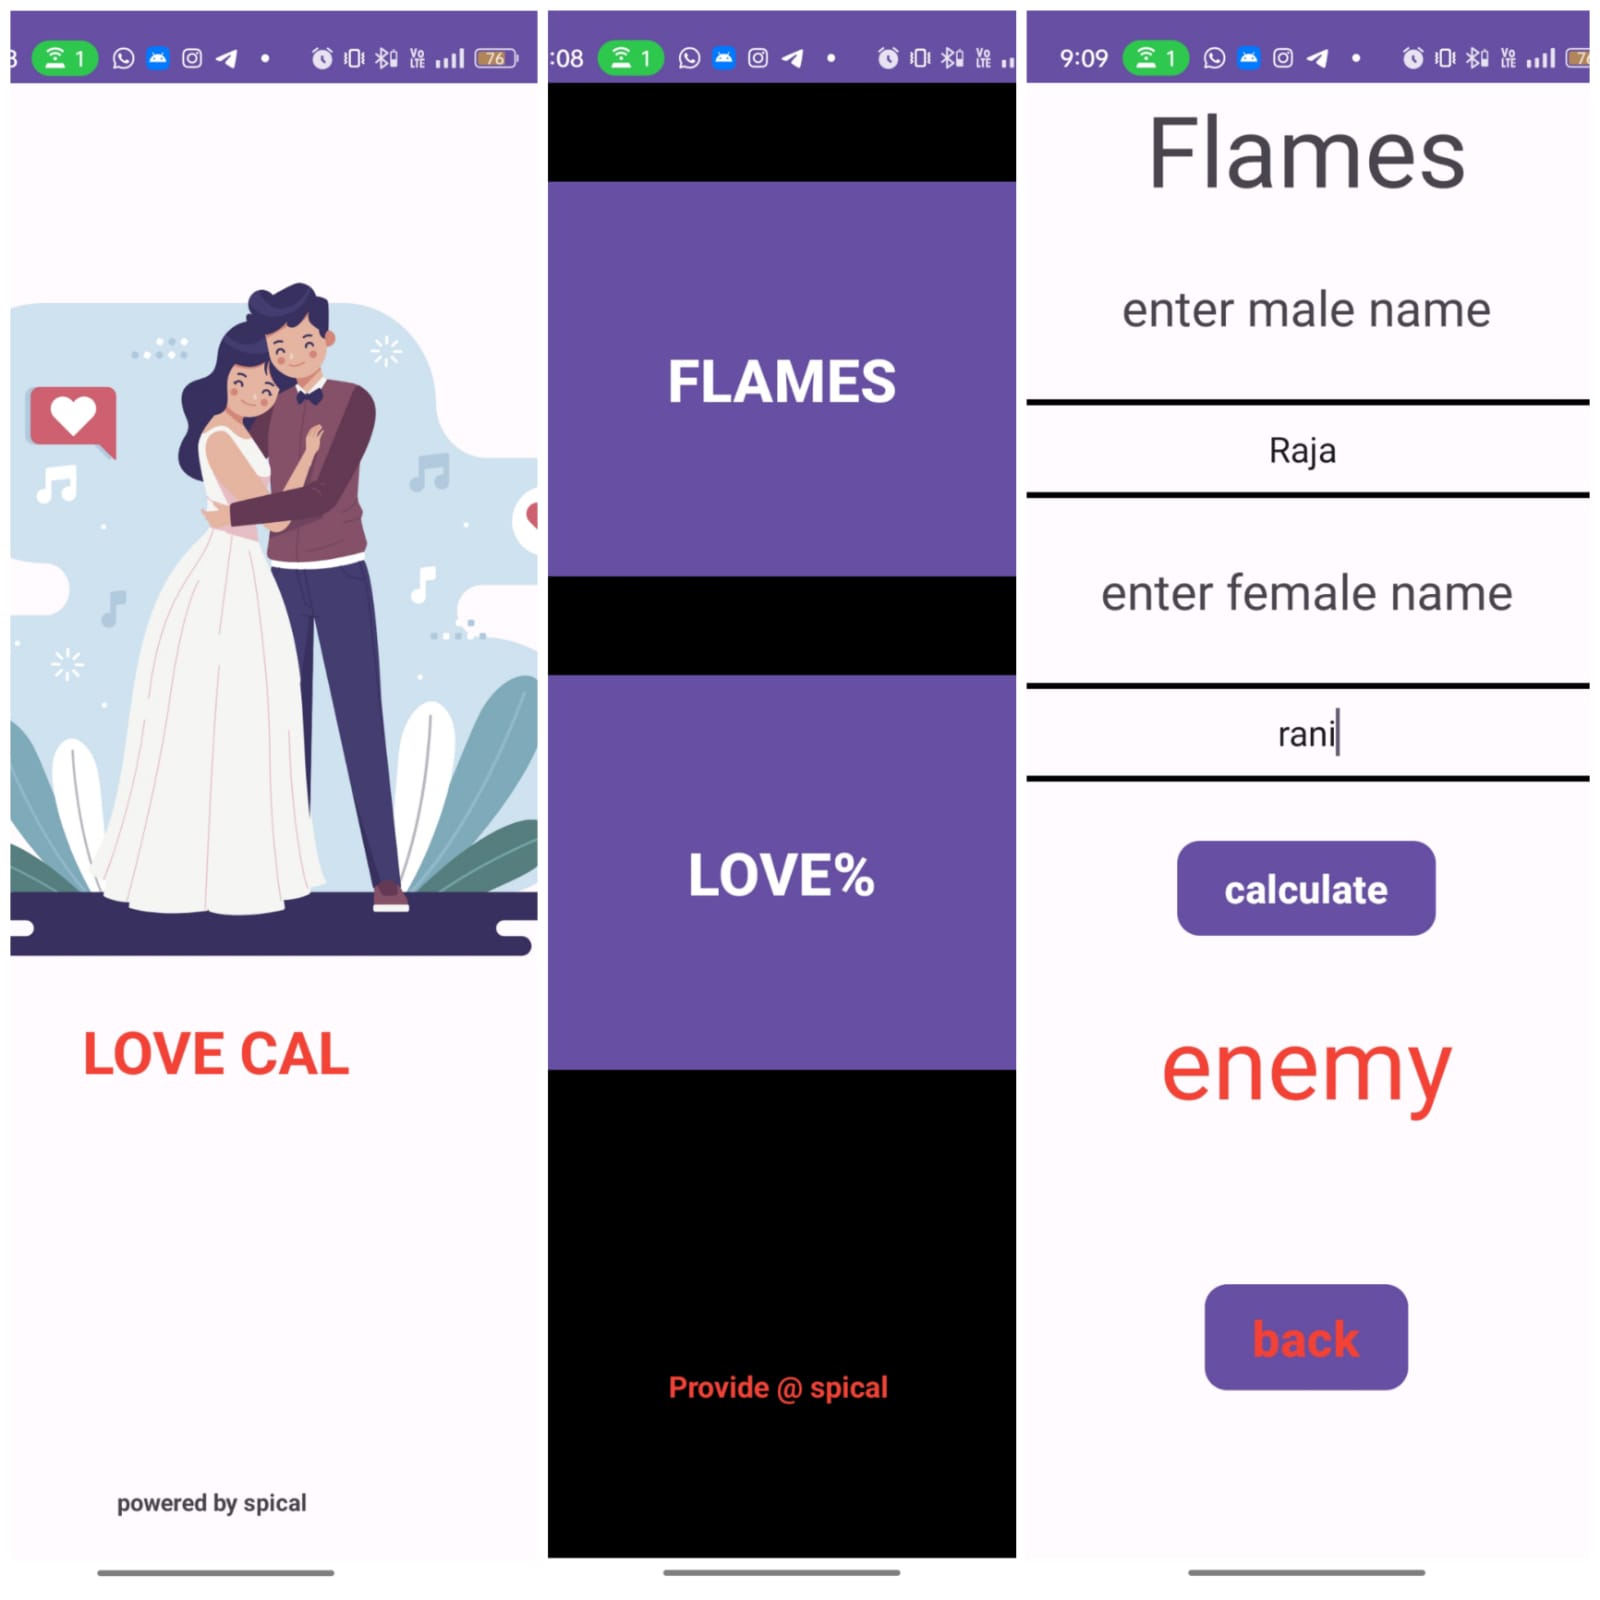 1
76
LOVE CAL
powered by spical
:08
1
FLAMES
LOVE%
Provide @ spical
9:09
1
Flames
enter male name
Raja
enter female name
rani
calculate
enemy
back